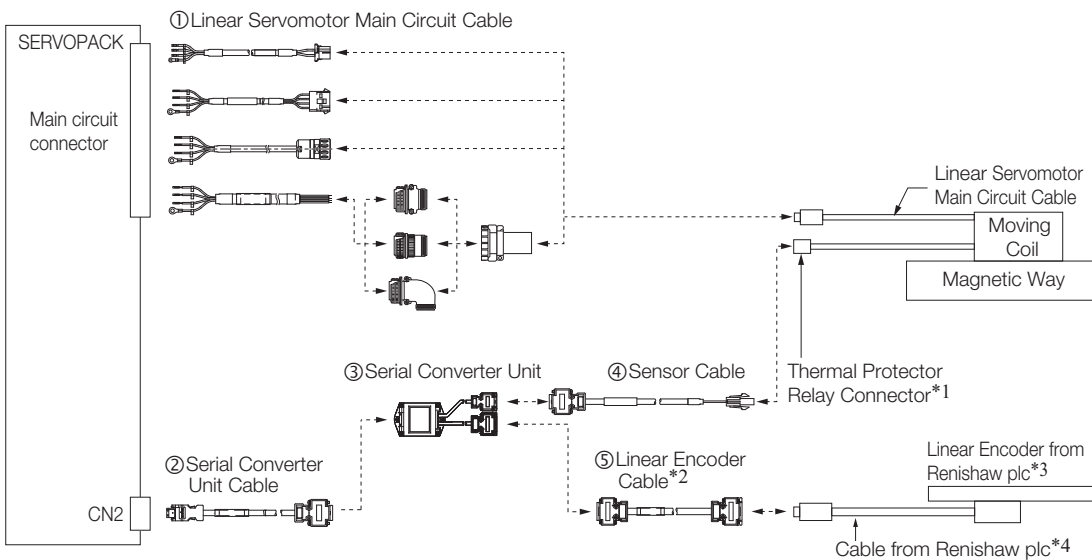 ①Linear Servomotor Main Circuit Cable
SERVOPACK
Main circuit
connector
Linear Servomotor
Main Circuit Cable
Moving
Coil
Magnetic Way
③Serial Converter Unit
④Sensor Cable
Thermal Protector
Relay Connector*1
②Serial Converter
Unit Cable
⑤Linear Encoder
Cable*2
Linear Encoder from
Renishaw plc*3
CN2
Cable from Renishaw plc*4